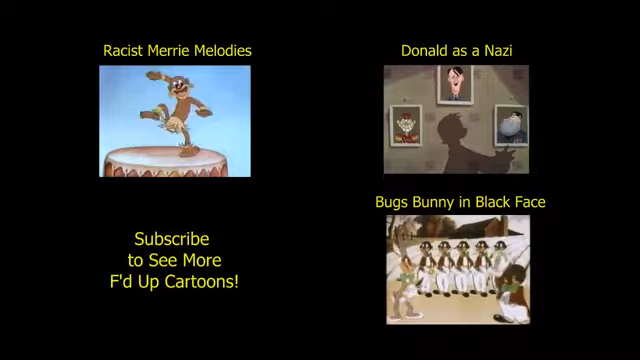 Racist Merrie Melodies
Donald as a Nazi
Bugs Bunny in Black Face
Subscribe
to See More
F'd Up Cartoons!